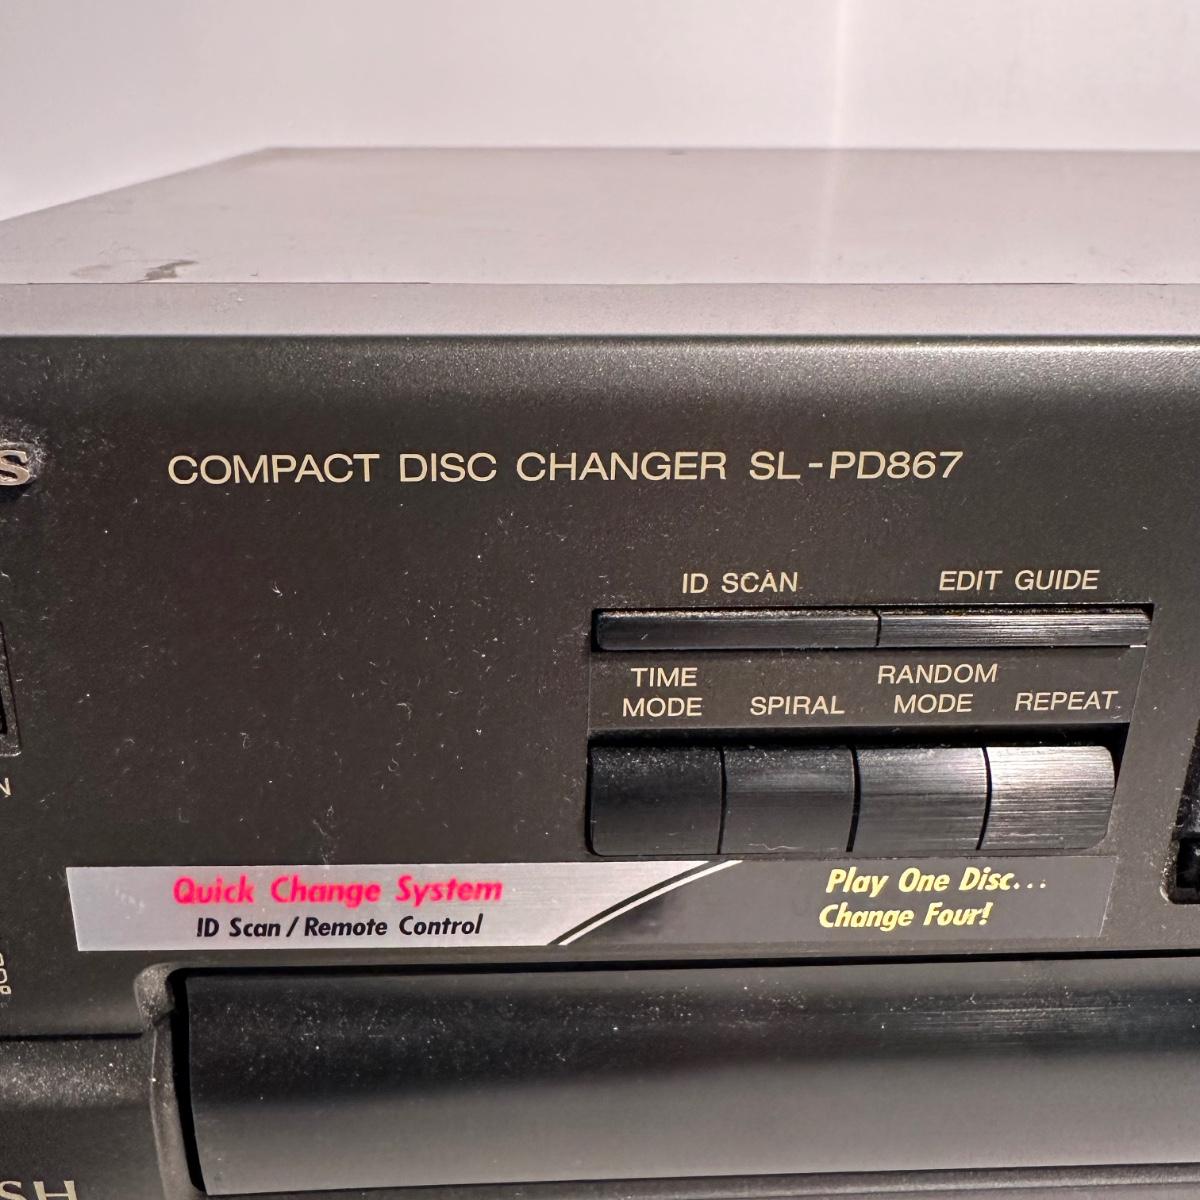 COMPACT DISC CHANGER SL-PD867
ID SCAN EDIT GUIDE
TIME MODE SPIRAL RANDOM MODE REPEAT
Quick Change System
ID Scan / Remote Control
Play One Disc...
Change Four!